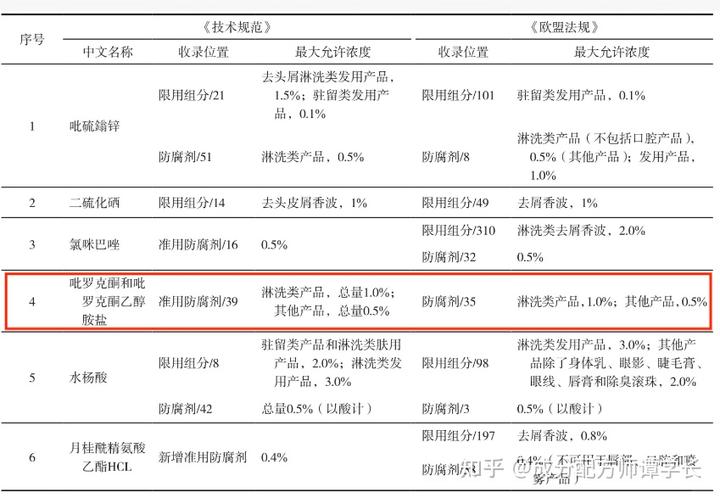 序号 《技术规范》 《欧盟法规》
中文名称 收录位置 最大允许浓度 收录位置 最大允许浓度
1 吡硫鎓锌 限用组分/21 去头屑淋洗类发用产品，
1.5%；驻留类发用产
品，0.1% 限用组分/101 驻留类发用产品，0.1%
防腐剂/51 淋洗类产品，0.5% 防腐剂/8 淋洗类产品（不包括口腔产品），
0.5%（其他产品）；发用产品，
1.0%
2 二硫化硒 限用组分/14 去头皮屑香波，1% 限用组分/49 去屑香波，1%
3 氯咪巴唑 准用防腐剂/16 0.5% 限用组分/310 淋洗类去屑香波，2.0%
防腐剂/32 0.5%
4 吡罗克酮和吡
罗克酮乙醇
胺盐 准用防腐剂/39 淋洗类产品，总量1.0%；
其他产品，总量0.5% 防腐剂/35 淋洗类产品，1.0%；其他产品，0.5%
5 水杨酸 限用组分/8 驻留类产品和淋洗类肤用
产品，2.0%；淋洗类发
用产品，3.0% 限用组分/98 淋洗类发用产品，3.0%；其他产
品除了身体乳、眼影、睫毛膏、
眼线、唇膏和除臭滚珠，2.0%
防腐剂/42 总量0.5%（以酸计） 防腐剂/3 0.5%（以酸计）
6 月桂酰精氨酸
乙酯HCL 新增准用防腐剂 0.4% 限用组分/197 去屑香波，0.8%
防腐剂/58 0.4%
雾产品）
知乎 @成分配方师谭学长